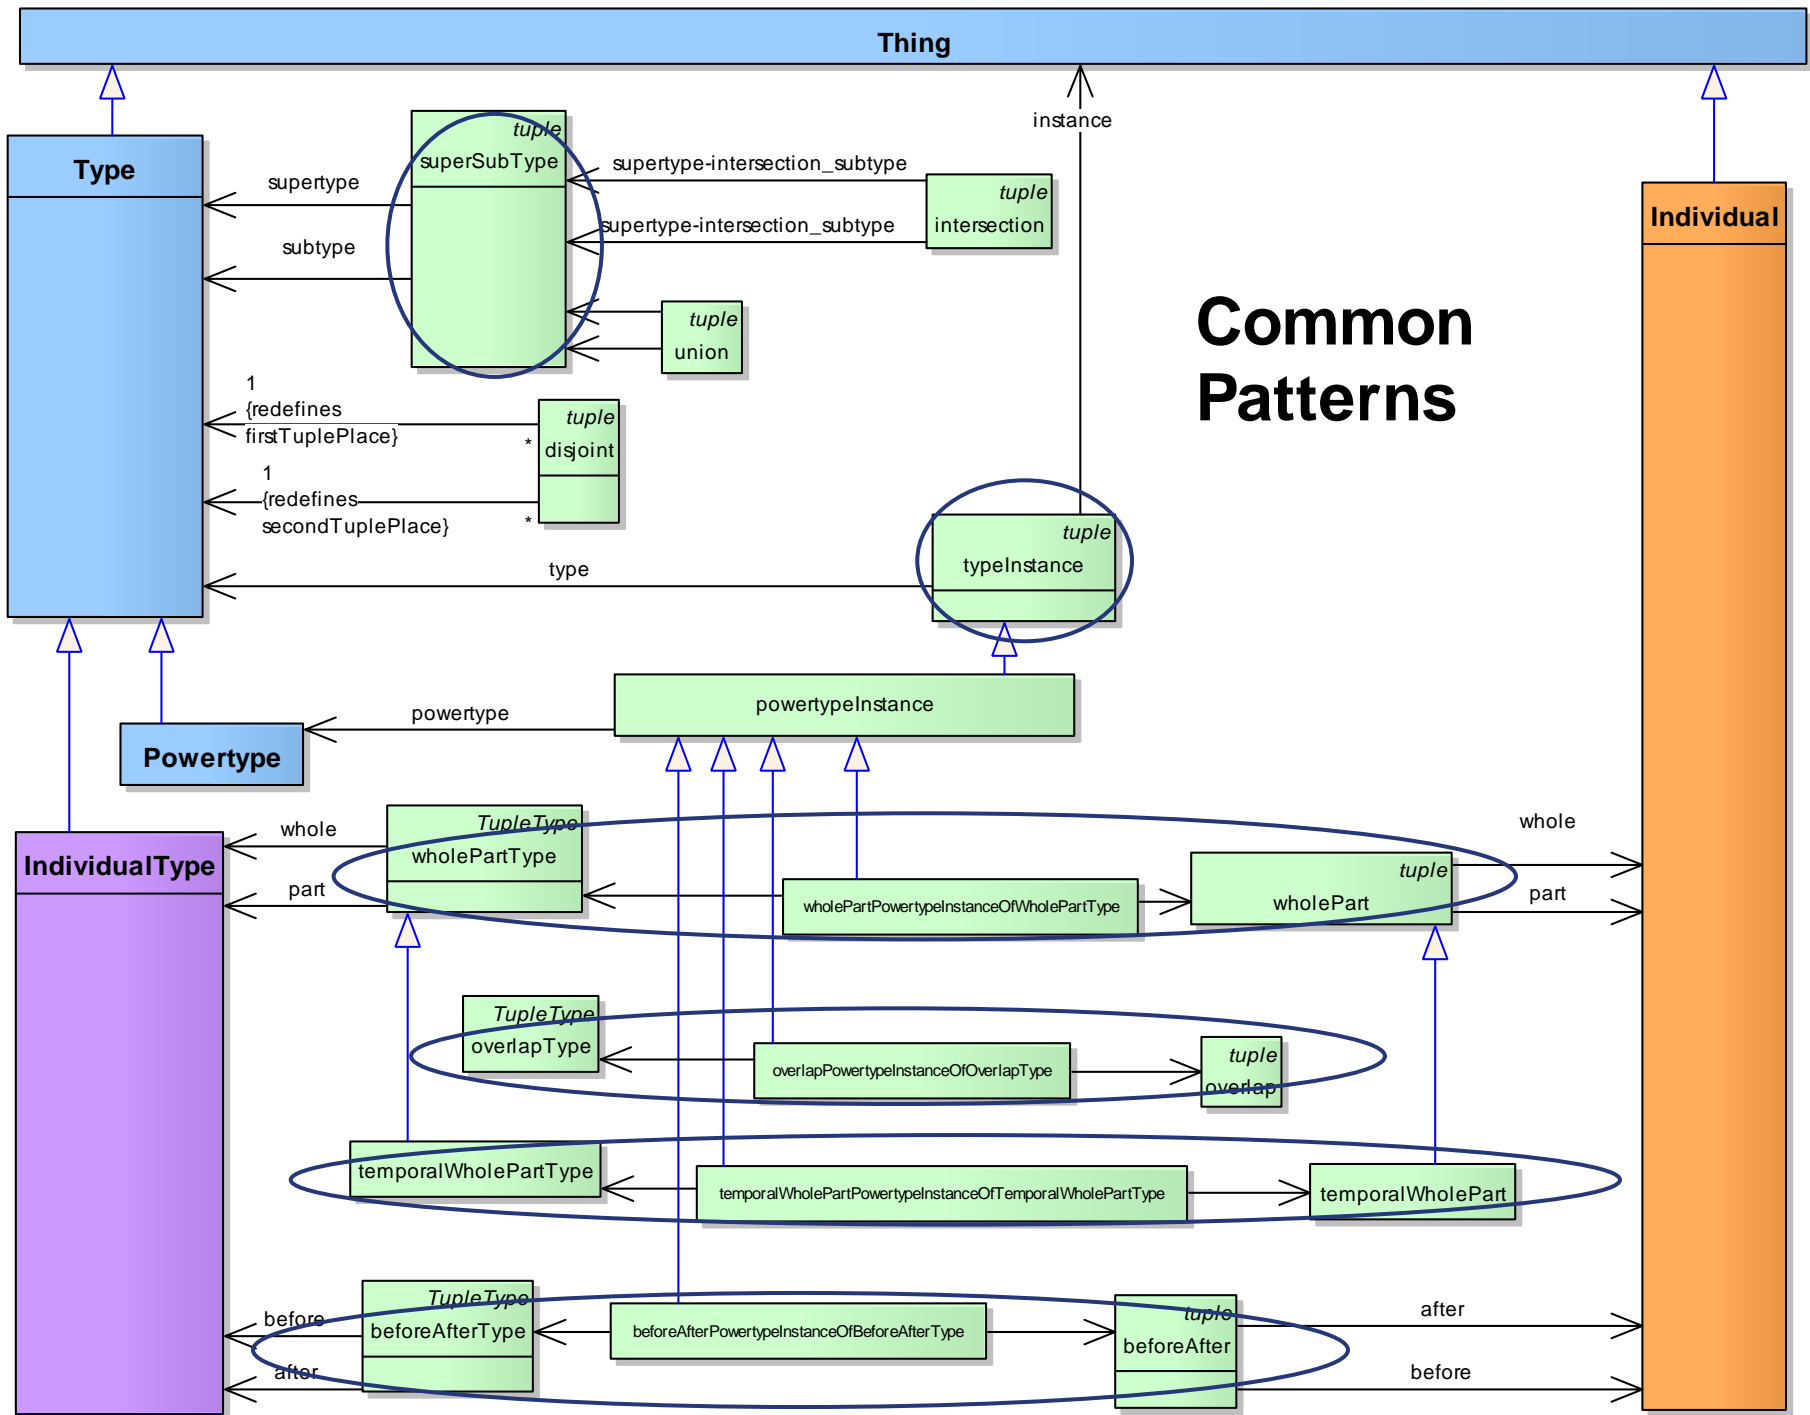 Thing
instance
tuple
superSubType
Type
supertype
subtype
supertype-intersection_subtype
supertype-intersection_subtype
tuple
intersection
Individual
tuple
union
Common
Patterns
1
{redefines
firstTuplePlace}
*
tuple
disjoint
1
{redefines
secondTuplePlace}
*
tuple
typeInstance
type
powertypeInstance
powertype
Powertype
IndividualType
whole
part
TupleType
wholePartType
wholePartPowertypeInstanceOfWholePartType
tuple
wholePart
whole
part
TupleType
overlapType
overlapPowertypeInstanceOfOverlapType
tuple
overlap
temporalWholePartType
temporalWholePartPowertypeInstanceOfTemporalWholePartType
temporalWholePart
before
after
TupleType
beforeAfterType
beforeAfterPowertypeInstanceOfBeforeAfterType
tuple
beforeAfter
after
before